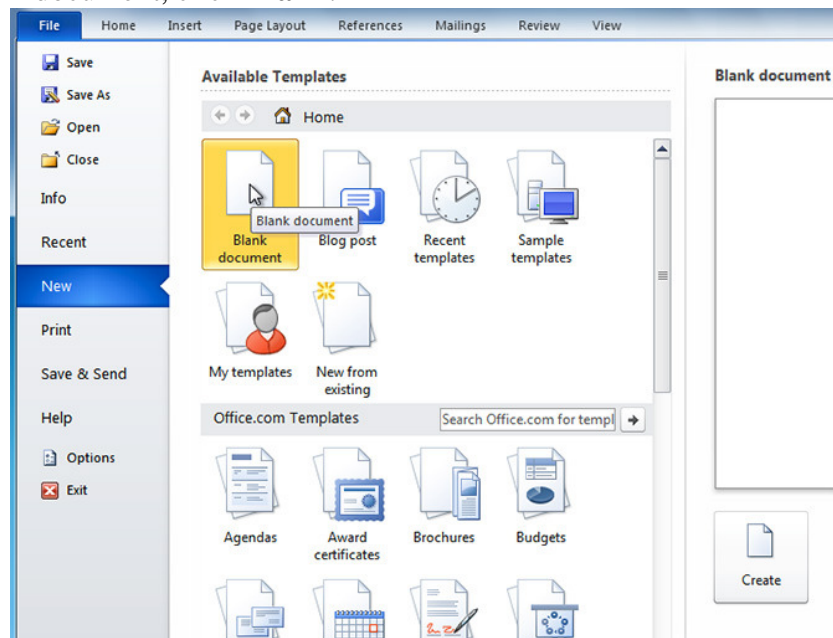 File Home Insert Page Layout References Mailings Review View
Save
Save As
Open
Close
Info
Recent
New
Print
Save & Send
Help
Options
Exit
Available Templates
Home
Blank document
Blank
document
Blog post
Recent
templates
Sample
templates
My templates
New from
existing
Office.com Templates
Search Office.com for templ
Agendas
Award
certificates
Brochures
Budgets
Blank document
Create